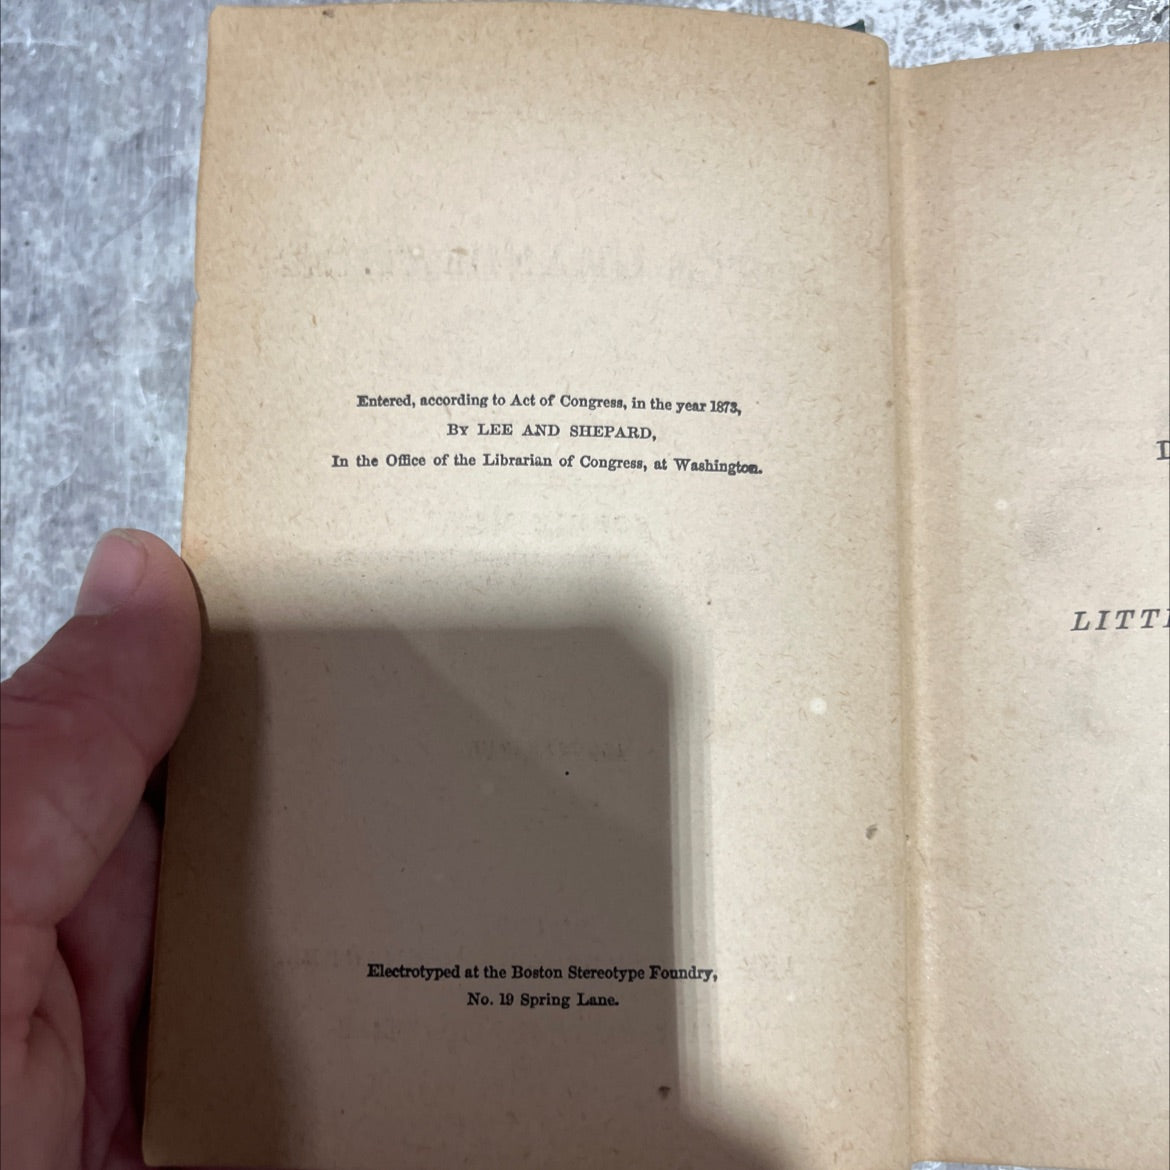 Entered, according to Act of Congress, in the year 1873,
By LEE AND SHEPARD,
In the Office of the Librarian of Congress, at Washington.
Electrotyped at the Boston Stereotype Foundry,
No. 19 Spring Lane.